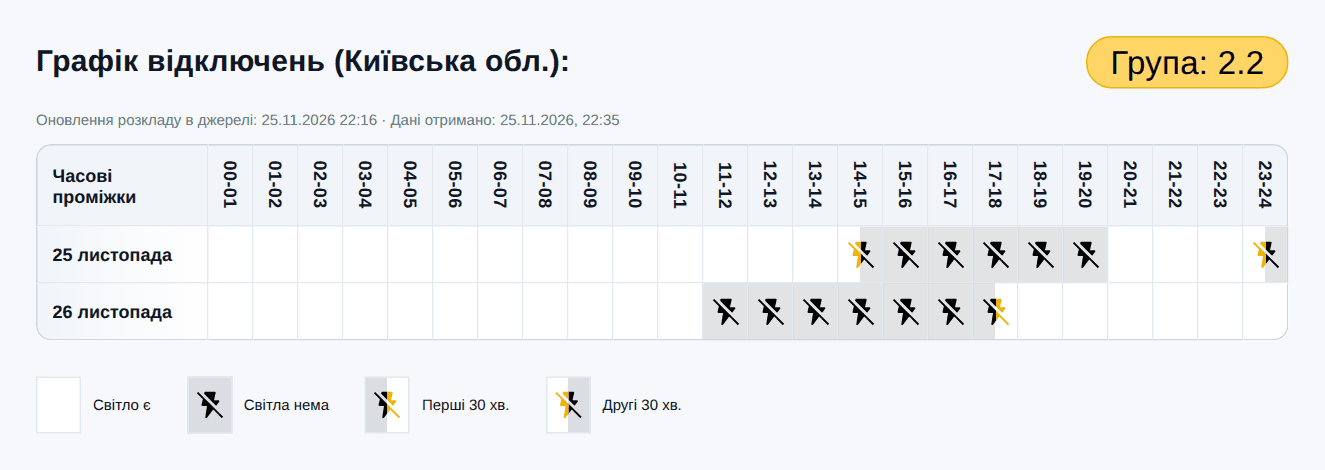 Графік відключень (Київська обл.):
Група: 2.2
Оновлення розкладу в джерелі: 25.11.2026 22:16 · Дані отримано: 25.11.2026, 22:35
Часові
проміжки
00-01
01-02
02-03
03-04
04-05
05-06
06-07
07-08
08-09
09-10
10-11
11-12
12-13
13-14
14-15
15-16
16-17
17-18
18-19
19-20
20-21
21-22
22-23
23-24
25 листопада
26 листопада
Світло є
Світла нема
Перші 30 хв.
Другі 30 хв.